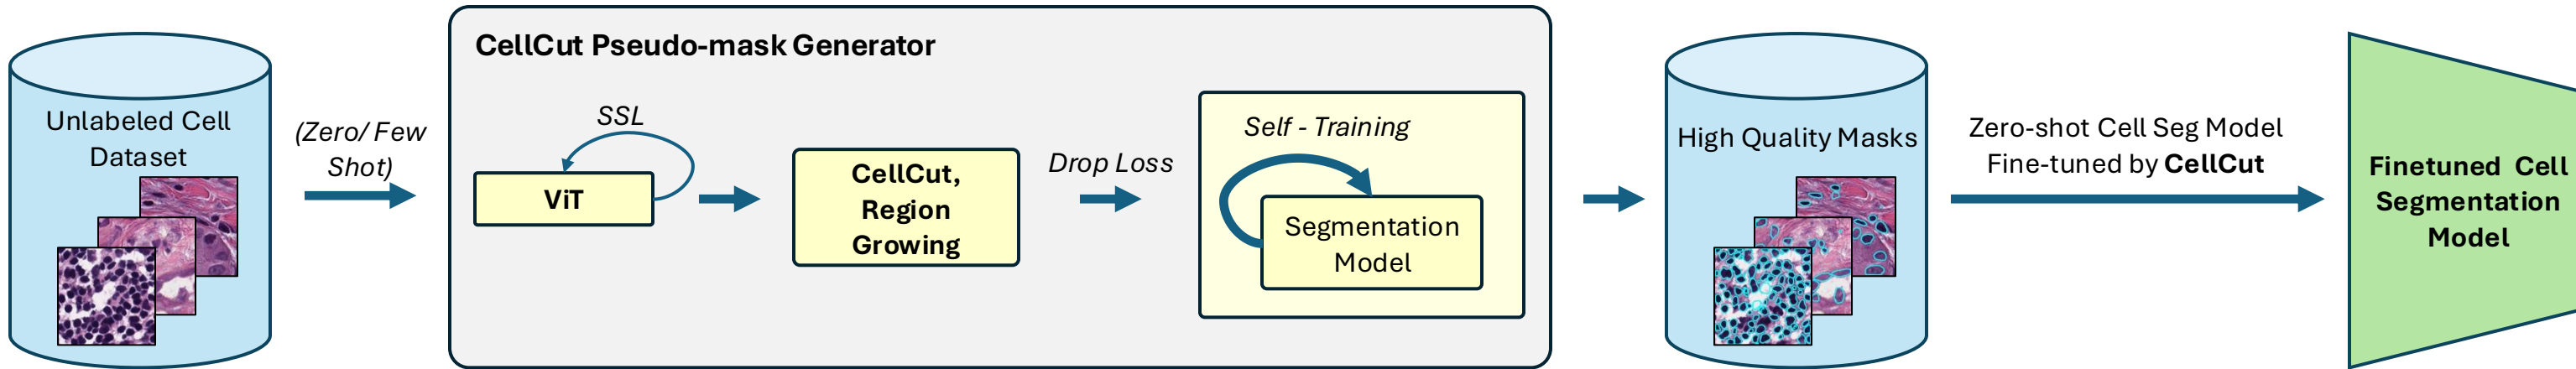 Unlabeled Cell
Dataset
(Zero/ Few
Shot)
CellCut Pseudo-mask Generator
SSL
ViT
CellCut,
Region
Growing
Drop Loss
Self - Training
Segmentation
Model
High Quality Masks
Zero-shot Cell Seg Model
Fine-tuned by CellCut
Finetuned Cell
Segmentation
Model